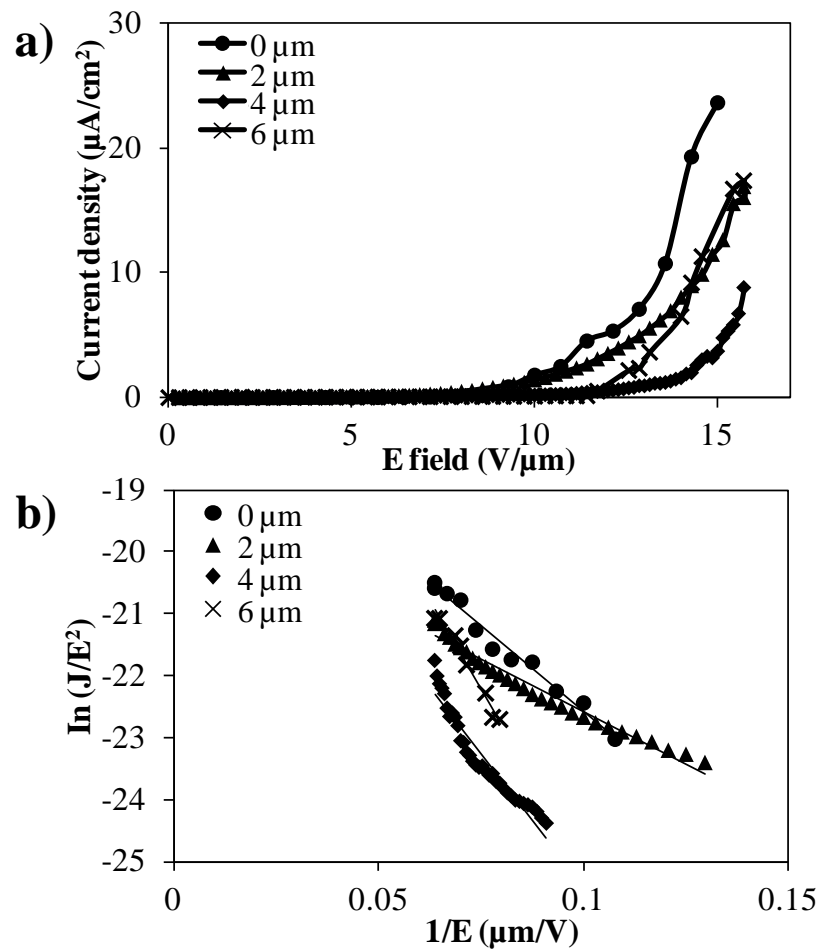 a)
Current density (µA/cm²)
30
20
10
0
0 µm
2 µm
4 µm
6 µm
0 5 10 15
E field (V/µm)
b)
ln (J/E²)
-19
-20
-21
-22
-23
-24
-25
0 µm
2 µm
4 µm
6 µm
0 0.05 0.1 0.15
1/E (µm/V)